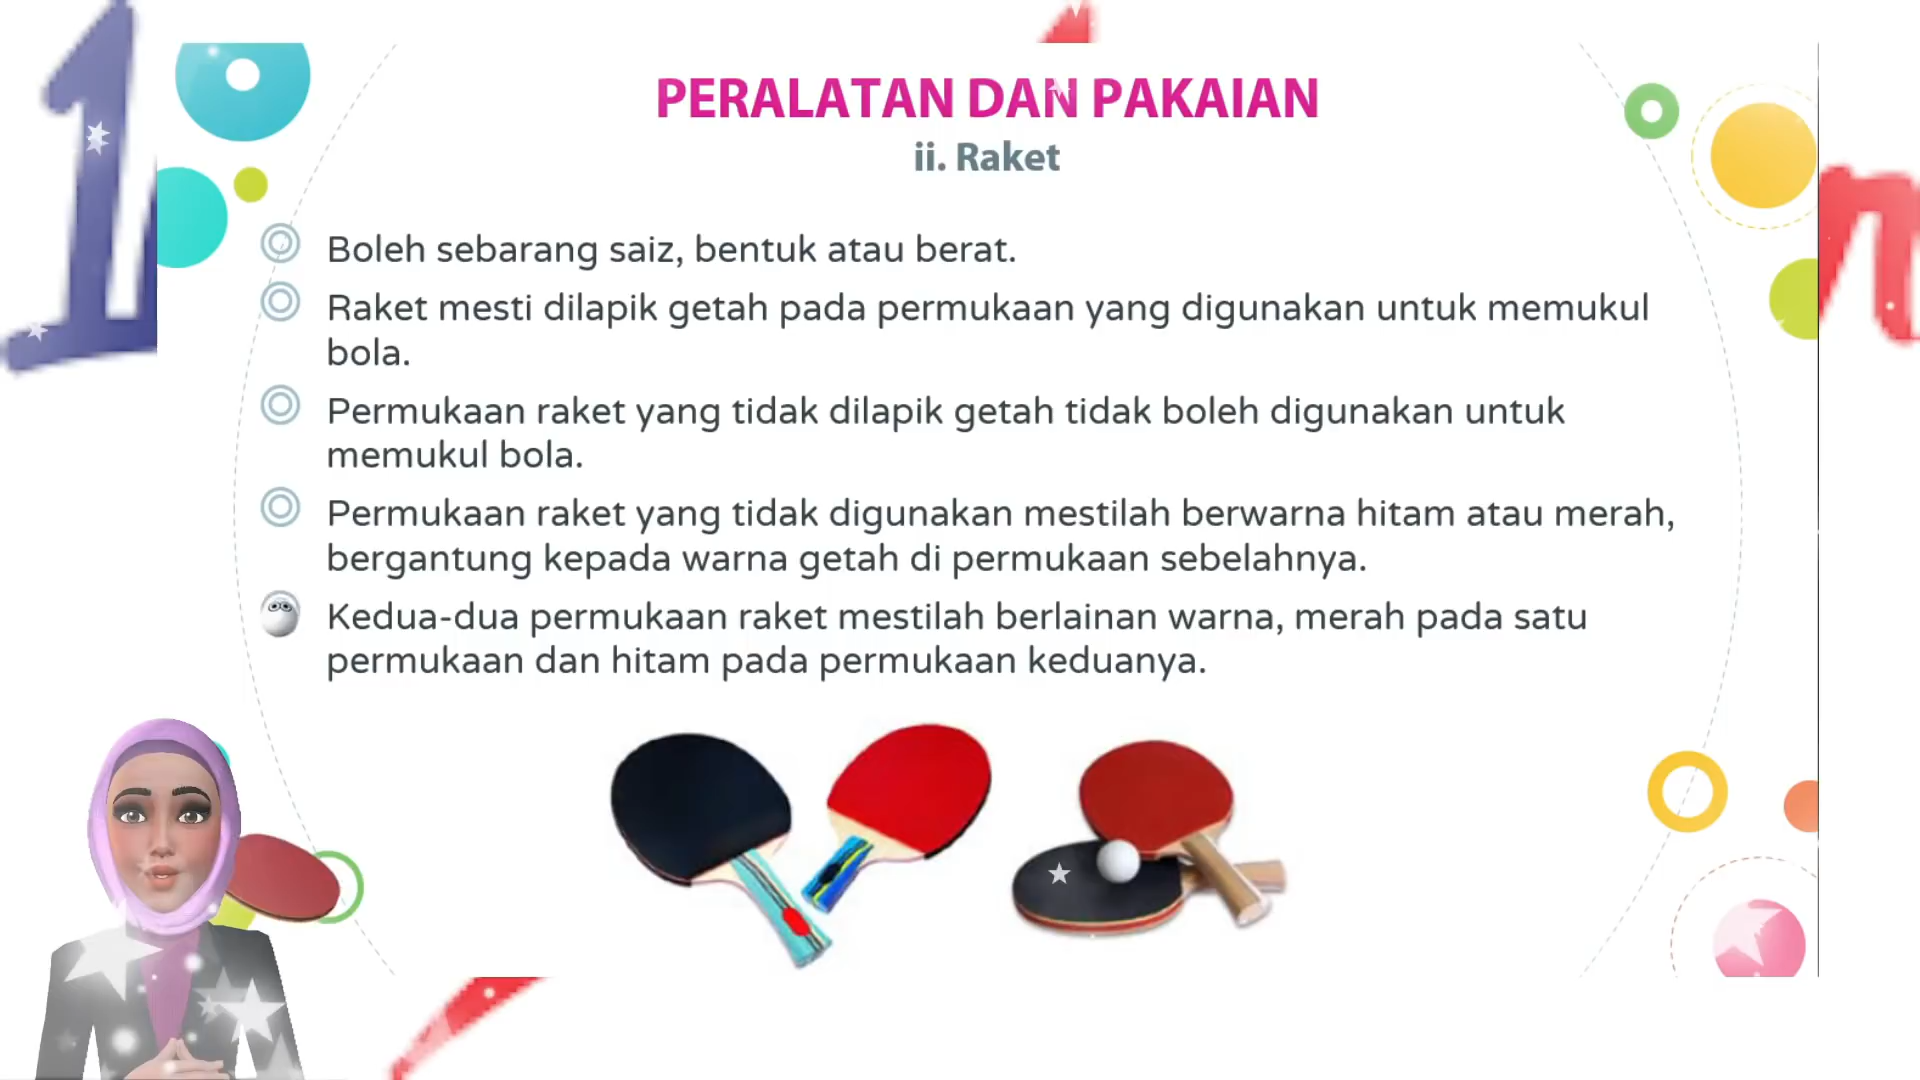 PERALATAN DAN PAKAIAN
ii. Raket
Boleh sebarang saiz, bentuk atau berat.
Raket mesti dilapik getah pada permukaan yang digunakan untuk memukul
bola.
Permukaan raket yang tidak dilapik getah tidak boleh digunakan untuk
memukul bola.
Permukaan raket yang tidak digunakan mestilah berwarna hitam atau merah,
bergantung kepada warna getah di permukaan sebelahnya.
Kedua-dua permukaan raket mestilah berlainan warna, merah pada satu
permukaan dan hitam pada permukaan keduanya.